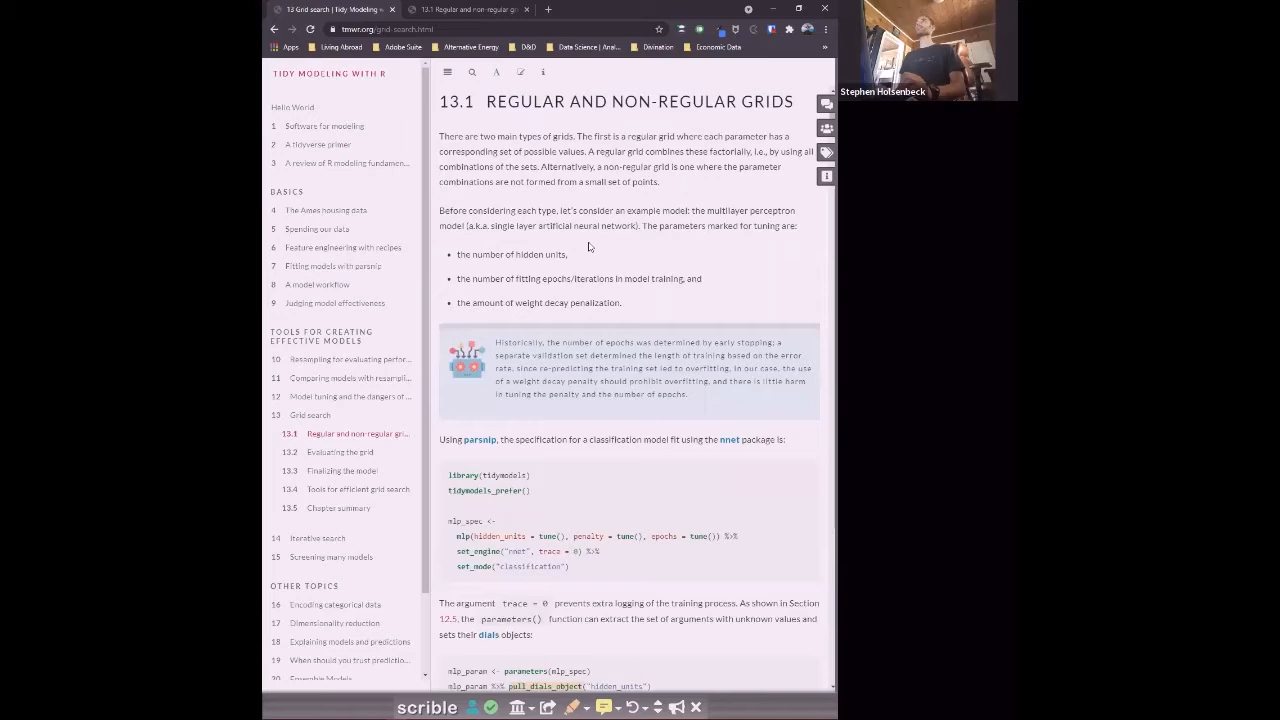 13 Grid search | Tidy Modeling w
13.1 Regular and non-regular gr
tmwr.org/grid-search.html
Apps
Living Abroad
Adobe Suite
Alternative Energy
D&D
Data Science | Anal...
Divination
Economic Data
»
TIDY MODELING WITH R
Hello World
1 Software for modeling
2 A tidyverse primer
3 A review of R modeling fundamen...
BASICS
4 The Ames housing data
5 Spending our data
6 Feature engineering with recipes
7 Fitting models with parsnip
8 A model workflow
9 Judging model effectiveness
TOOLS FOR CREATING
EFFECTIVE MODELS
10 Resampling for evaluating perfor...
11 Comparing models with resampli...
12 Model tuning and the dangers of ...
13 Grid search
13.1 Regular and non-regular gri...
13.2 Evaluating the grid
13.3 Finalizing the model
13.4 Tools for efficient grid search
13.5 Chapter summary
14 Iterative search
15 Screening many models
OTHER TOPICS
16 Encoding categorical data
17 Dimensionality reduction
18 Explaining models and predictions
19 When should you trust predictio...
20 Ensemble Models
13.1 REGULAR AND NON-REGULAR GRIDS
There are two main types of grids. The first is a regular grid where each parameter has a
corresponding set of possible values. A regular grid combines these factorially, i.e., by using all
combinations of the sets. Alternatively, a non-regular grid is one where the parameter
combinations are not formed from a small set of points.
Before considering each type, let's consider an example model: the multilayer perceptron
model (a.k.a. single layer artificial neural network). The parameters marked for tuning are:
• the number of hidden units,
• the number of fitting epochs/iterations in model training, and
• the amount of weight decay penalization.
Historically, the number of epochs was determined by early stopping; a
separate validation set determined the length of training based on the error
rate, since re-predicting the training set led to overfitting. In our case, the use
of a weight decay penalty should prohibit overfitting, and there is little harm
in tuning the penalty and the number of epochs.
Using parsnip, the specification for a classification model fit using the nnet package is:
library(tidymodels)
tidymodels_prefer()
mlp_spec <-
mlp(hidden_units = tune(), penalty = tune(), epochs = tune()) %>%
set_engine("nnet", trace = 0) %>%
set_mode("classification")
The argument trace = 0 prevents extra logging of the training process. As shown in Section
12.5, the parameters() function can extract the set of arguments with unknown values and
sets their dials objects:
mlp_param <- parameters(mlp_spec)
mlp_param %>% pull_dials_object("hidden_units")
Stephen Holsenbeck
scrible